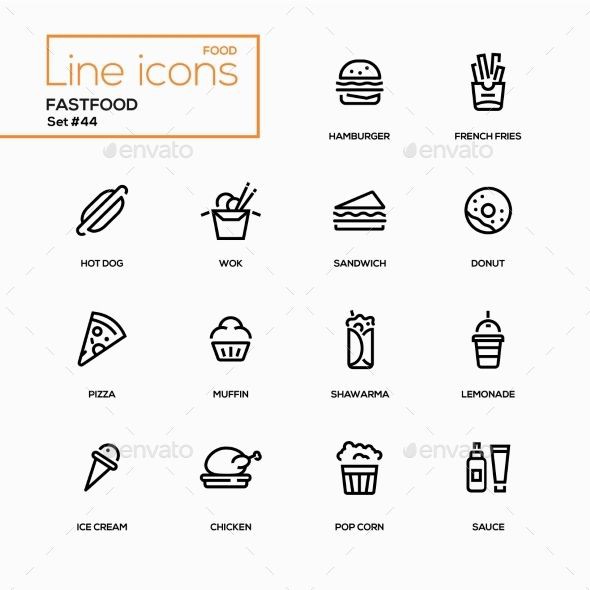 FOOD
Line icons
FASTFOOD
Set #44
HAMBURGER FRENCH FRIES
envato envato
HOT DOG WOK SANDWICH DONUT
PIZZA MUFFIN SHAWARMA LEMONADE
envato envato
ICE CREAM CHICKEN POP CORN SAUCE